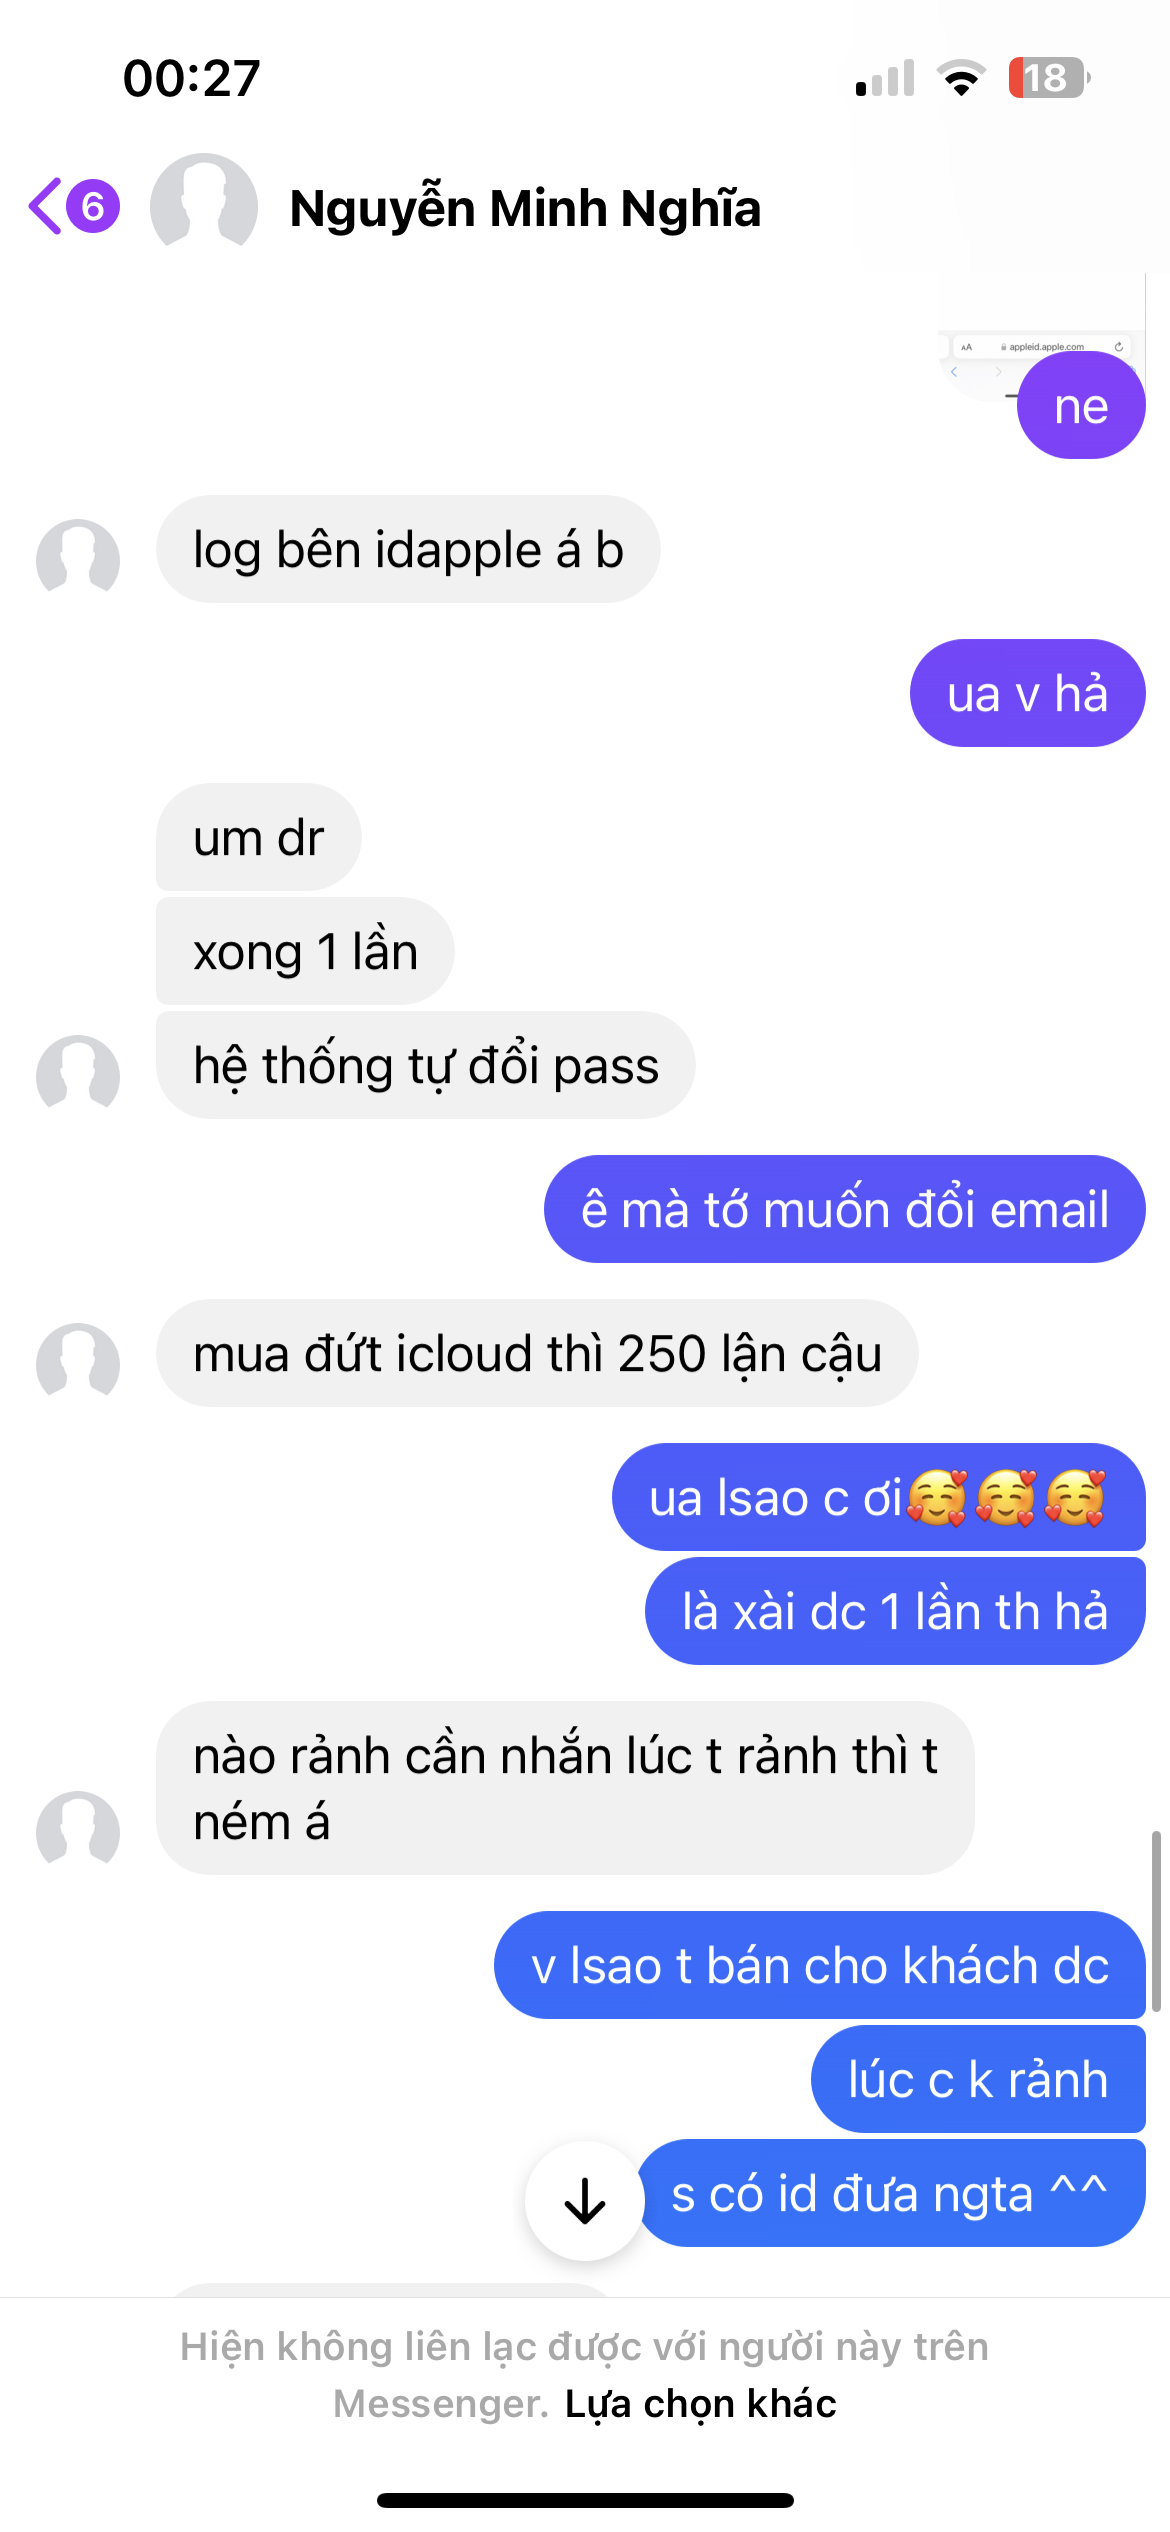 00:27
18
6
Nguyễn Minh Nghĩa
AA
appleid.apple.com
ne
log bên idapple á b
ua v hả
um dr
xong 1 lần
hệ thống tự đổi pass
ê mà tớ muốn đổi email
mua đứt icloud thì 250 lận cậu
ua lsao c ơi🥰🥰🥰
là xài dc 1 lần th hả
nào rảnh cần nhắn lúc t rảnh thì t
ném á
v lsao t bán cho khách dc
lúc c k rảnh
s có id đưa ngta ^^
Hiện không liên lạc được với người này trên
Messenger. Lựa chọn khác